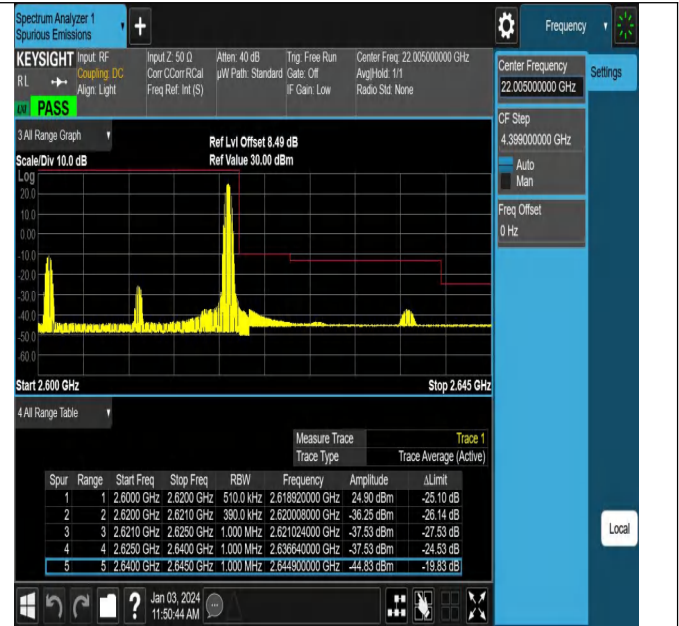 Spectrum Analyzer 1
Spurious Emissions
Frequency
KEYSIGHT
RL
Input: RF
Coupling: DC
Align: Light
Input Z: 50 Ω
Corr CCorr RCal
Freq Ref: Int (S)
Atten: 40 dB
µW Path: Standard
Trig: Free Run
Gate: Off
IF Gain: Low
Center Freq: 22.005000000 GHz
Avg|Hold: 1/1
Radio Std: None
PASS
Center Frequency
22.005000000 GHz
Settings
CF Step
4.399000000 GHz
Auto
Man
Freq Offset
0 Hz
3 All Range Graph
Scale/Div 10.0 dB
Ref Lvl Offset 8.49 dB
Ref Value 30.00 dBm
Log
20.0
10.0
0.00
-10.0
-20.0
-30.0
-40.0
-50.0
-60.0
Start 2.600 GHz
Stop 2.645 GHz
4 All Range Table
Measure Trace Trace 1
Trace Type Trace Average (Active)
Spur Range Start Freq Stop Freq RBW Frequency Amplitude ΔLimit
1 1 2.6000 GHz 2.6200 GHz 510.0 kHz 2.618920000 GHz 24.90 dBm -25.10 dB
2 2 2.6200 GHz 2.6210 GHz 390.0 kHz 2.620008000 GHz -36.25 dBm -26.14 dB
3 3 2.6210 GHz 2.6250 GHz 1.000 MHz 2.621024000 GHz -37.53 dBm -27.53 dB
4 4 2.6250 GHz 2.6400 GHz 1.000 MHz 2.636640000 GHz -37.53 dBm -24.53 dB
5 5 2.6400 GHz 2.6450 GHz 1.000 MHz 2.644900000 GHz -44.83 dBm -19.83 dB
Local
Jan 03, 2024
11:50:44 AM